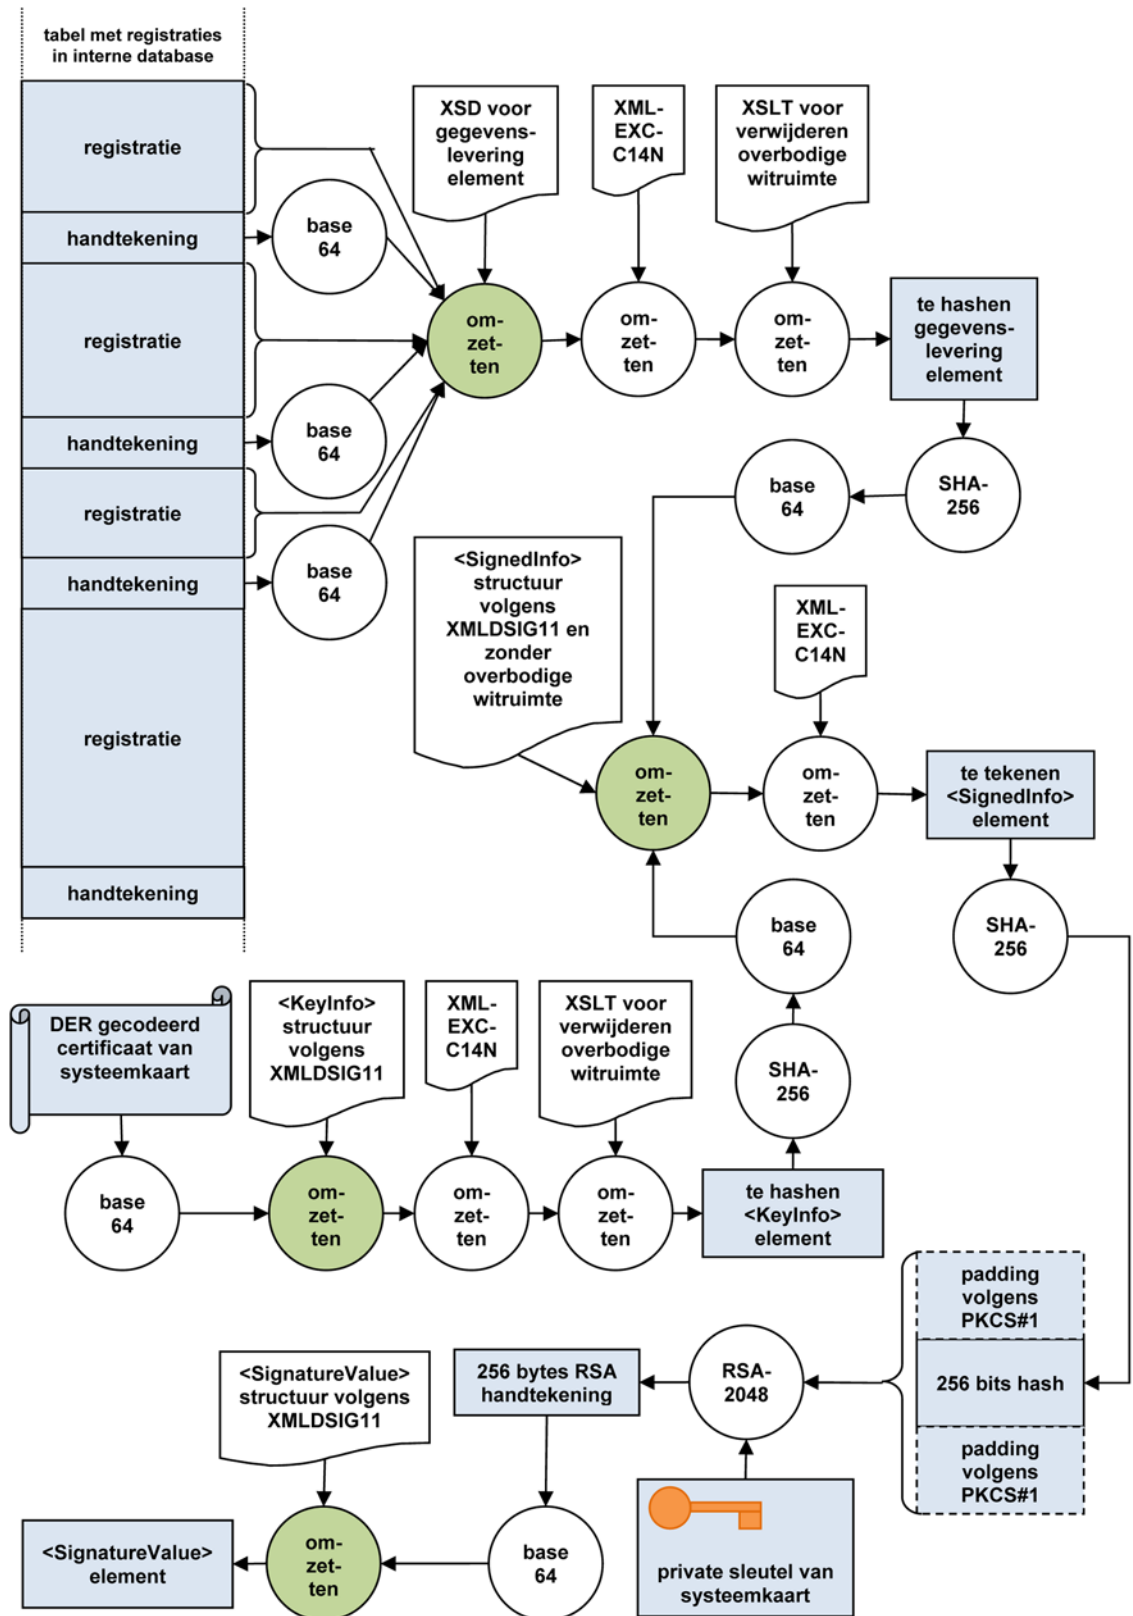 tabel met registraties
in interne database
registratie
handtekening
registratie
handtekening
registratie
handtekening
registratie
handtekening
base
64
base
64
base
64
XSD voor
gegevens-
levering
element
XML-
EXC-
C14N
XSLT voor
verwijderen
overbodige
witruimte
om-
zet-
ten
om-
zet-
ten
om-
zet-
ten
te hashen
gegevens-
levering
element
base
64
SHA-
256
<SignedInfo>
structuur
volgens
XMLDSIG11 en
zonder
overbodige
witruimte
XML-
EXC-
C14N
om-
zet-
ten
om-
zet-
ten
te tekenen
<SignedInfo>
element
base
64
SHA-
256
DER gecodeerd
certificaat van
systeemkaart
<KeyInfo>
structuur
volgens
XMLDSIG11
XML-
EXC-
C14N
XSLT voor
verwijderen
overbodige
witruimte
SHA-
256
base
64
om-
zet-
ten
om-
zet-
ten
om-
zet-
ten
te hashen
<KeyInfo>
element
padding
volgens
PKCS#1
256 bits hash
padding
volgens
PKCS#1
RSA-
2048
256 bytes RSA
handtekening
<SignatureValue>
structuur volgens
XMLDSIG11
private sleutel van
systeemkaart
base
64
om-
zet-
ten
<SignatureValue>
element